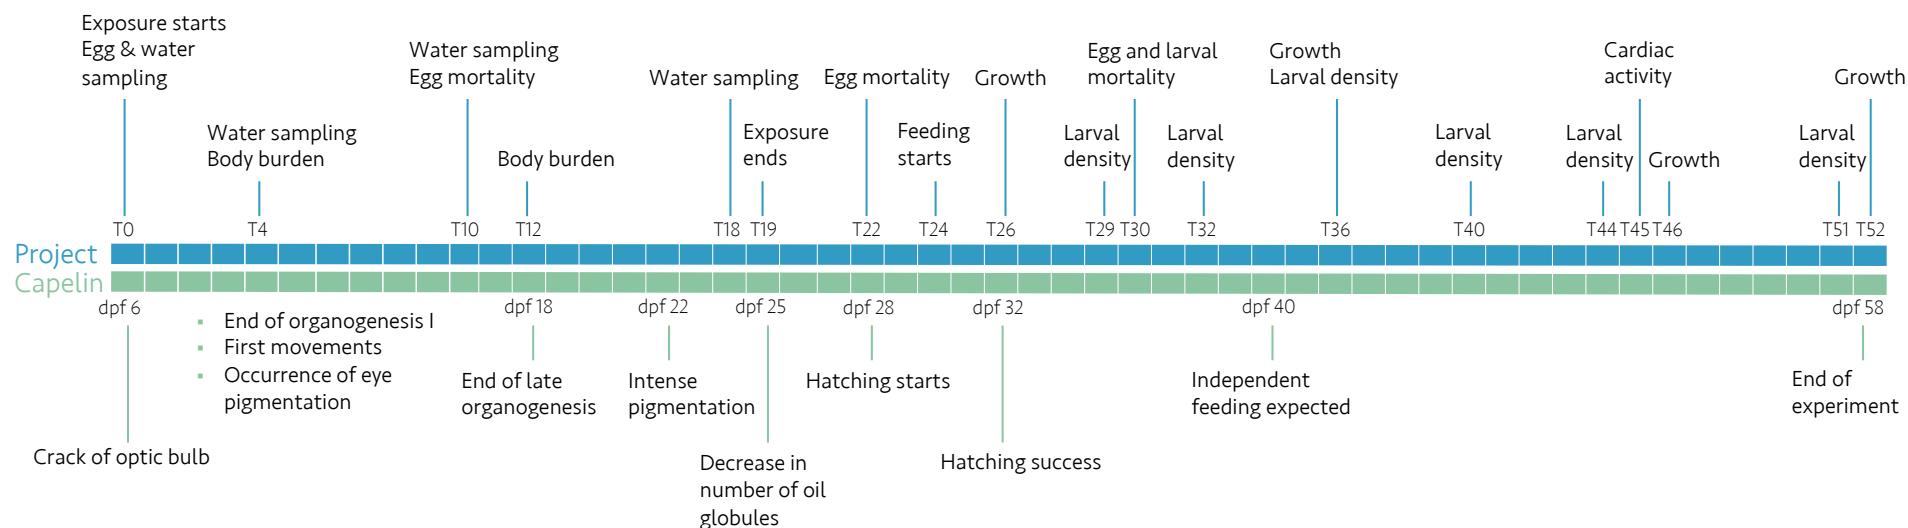 Exposure starts
Egg & water
sampling
Water sampling
Egg mortality
Water sampling
Egg mortality
Growth
Egg and larval
mortality
Growth
Larval density
Cardiac
activity
Growth
Water sampling
Body burden
Body burden
Exposure
ends
Feeding
starts
Larval
density
Larval
density
Larval
density
Larval
density
Growth
Larval
density
T0 T4 T10 T12 T18 T19 T22 T24 T26 T29 T30 T32 T36 T40 T44 T45 T46 T51 T52
Project
Capelin
dpf 6 dpf 18 dpf 22 dpf 25 dpf 28 dpf 32 dpf 40 dpf 58
▪ End of organogenesis I
▪ First movements
▪ Occurrence of eye
pigmentation
End of late
organogenesis
Intense
pigmentation
Hatching starts
Independent
feeding expected
End of
experiment
Crack of optic bulb
Decrease in
number of oil
globules
Hatching success